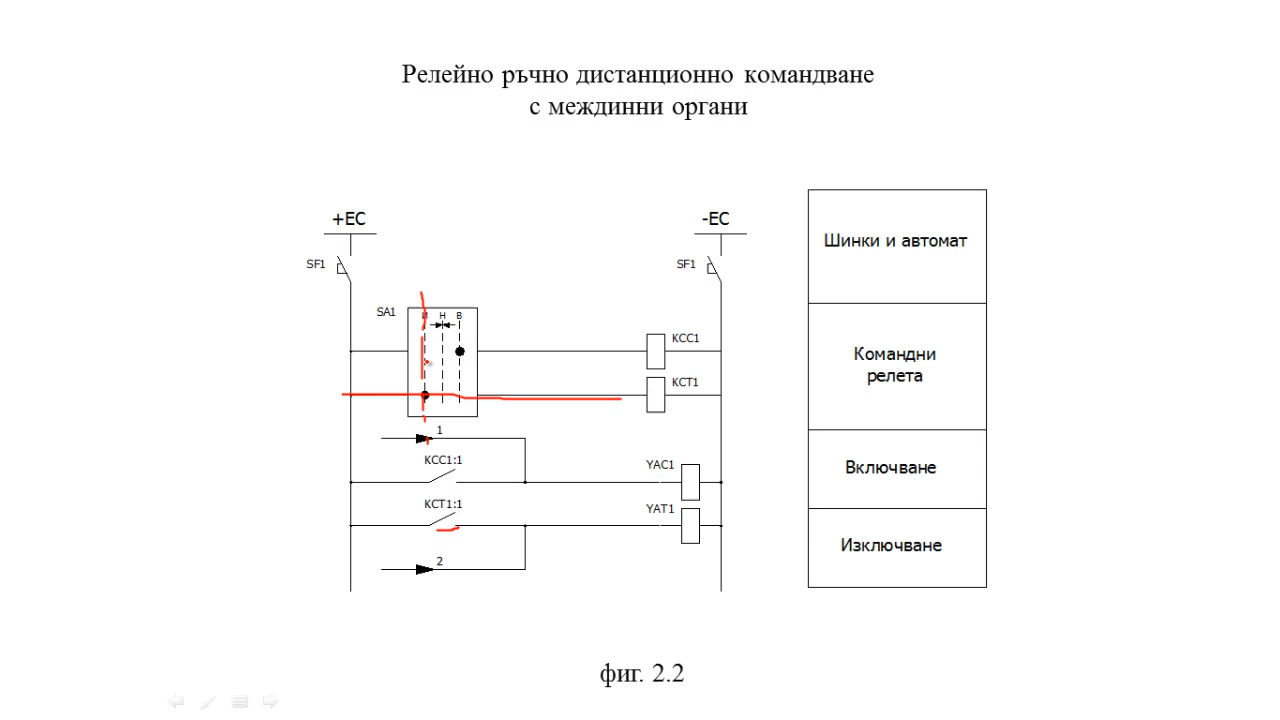 Релейно ръчно дистанционно командване
с междинни органи
+EC
-EC
Шинки и автомат
SF1
SF1
SA1
И Н В
KCC1
Командни
релета
KCT1
1
KCC1:1
YAC1
Включване
KCT1:1
YAT1
Изключване
2
фиг. 2.2